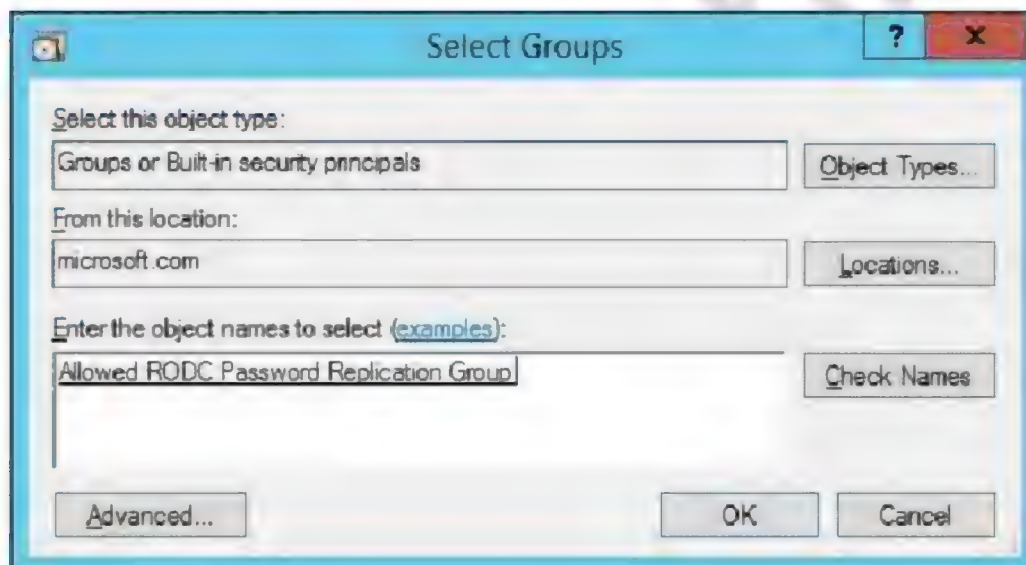 Select Groups
?
x
Select this object type:
Groups or Built-in security principals
Object Types...
From this location:
microsoft.com
Locations...
Enter the object names to select (examples):
Allowed RODC Password Replication Group
Check Names
Advanced...
OK
Cancel